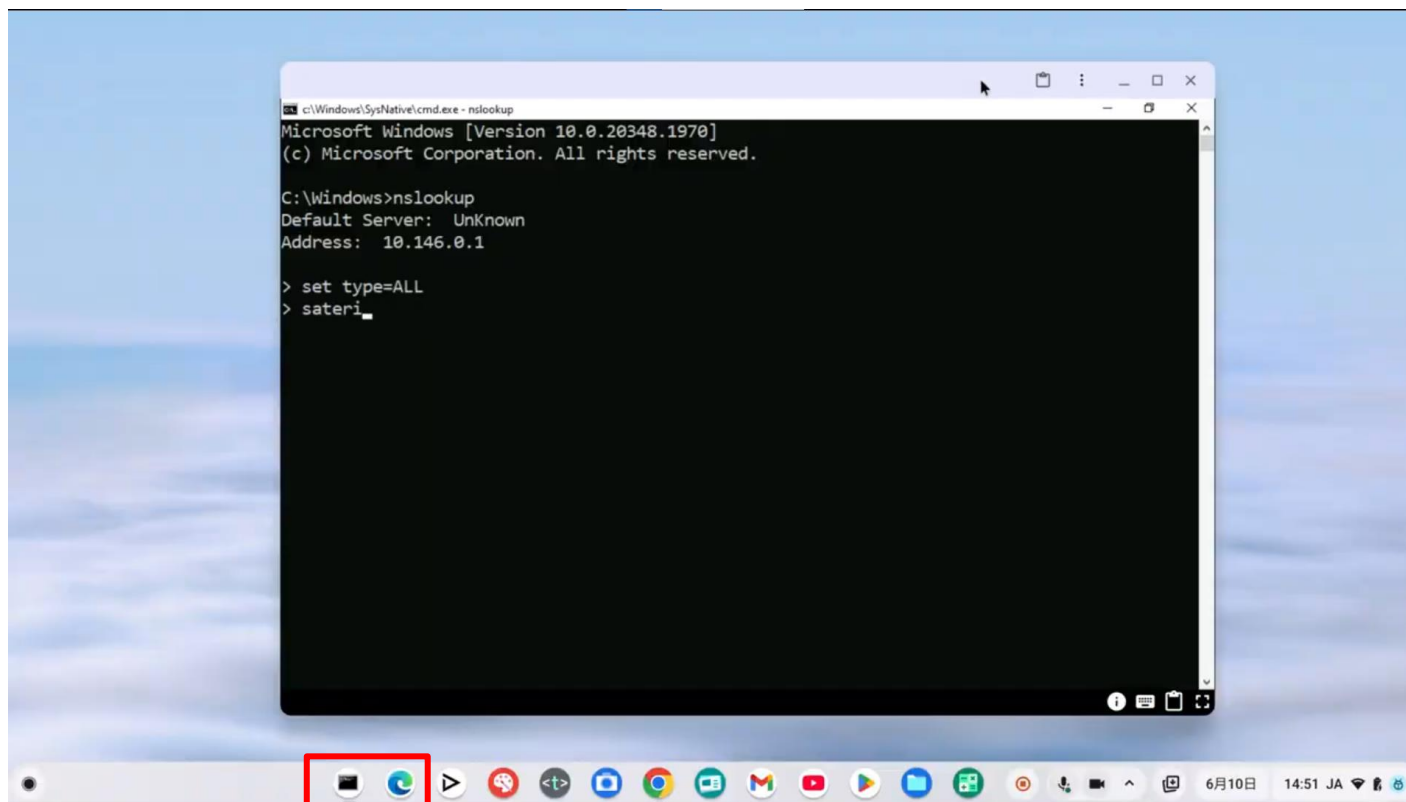 c:\Windows\SysNative\cmd.exe - nslookup
Microsoft Windows [Version 10.0.20348.1970]
(c) Microsoft Corporation. All rights reserved.
C:\Windows>nslookup
Default Server:  UnKnown
Address:  10.146.0.1
> set type=ALL
> sateri_
<t>
6月10日 14:51 JA